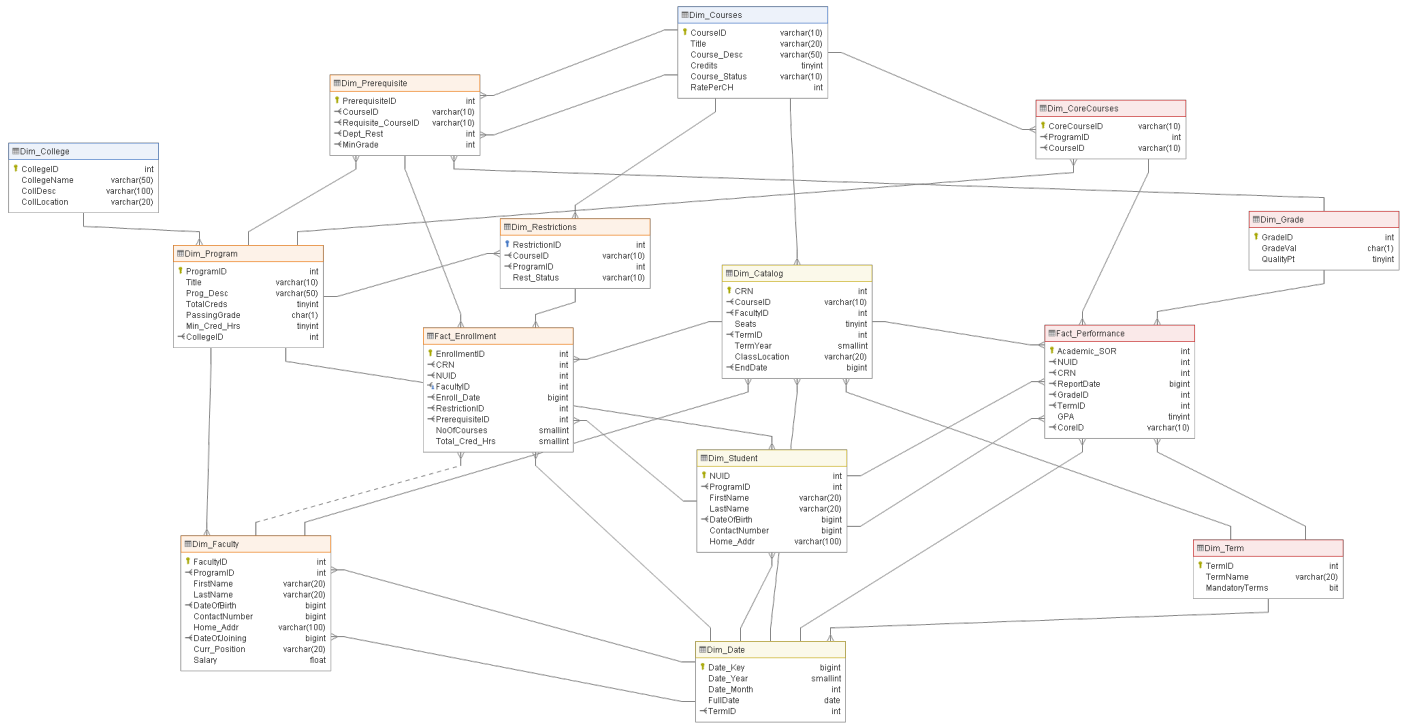 Dim_Courses
CourseID varchar(10)
Title varchar(20)
Course_Desc varchar(50)
Credits tinyint
Course_Status varchar(10)
RatePerCH int
Dim_Prerequisite
PrerequisiteID int
CourseID varchar(10)
Requisite_CourseID varchar(10)
Dept_Rest int
MinGrade int
Dim_CoreCourses
CoreCourseID varchar(10)
ProgramID int
CourseID varchar(10)
Dim_College
CollegeID int
CollegeName varchar(50)
CollDesc varchar(100)
CollLocation varchar(20)
Dim_Grade
GradeID int
GradeVal char(1)
QualityPt tinyint
Dim_Restrictions
RestrictionID int
CourseID varchar(10)
ProgramID int
Rest_Status varchar(10)
Dim_Program
ProgramID int
Title varchar(10)
Prog_Desc varchar(50)
TotalCreds tinyint
PassingGrade char(1)
Min_Cred_Hrs tinyint
CollegeID int
Dim_Catalog
CRN int
CourseID varchar(10)
FacultyID int
Seats tinyint
TermID int
TermYear smallint
ClassLocation varchar(20)
EndDate bigint
Fact_Enrollment
EnrollmentID int
CRN int
NUID int
FacultyID int
Enroll_Date bigint
RestrictionID int
PrerequisiteID int
NoOfCourses smallint
Total_Cred_Hrs smallint
Fact_Performance
Academic_SOR int
NUID int
CRN int
ReportDate bigint
GradeID int
TermID int
GPA tinyint
CoreID varchar(10)
Dim_Student
NUID int
ProgramID int
FirstName varchar(20)
LastName varchar(20)
DateOfBirth bigint
ContactNumber bigint
Home_Addr varchar(100)
Dim_Faculty
FacultyID int
ProgramID int
FirstName varchar(20)
LastName varchar(20)
DateOfBirth bigint
ContactNumber bigint
Home_Addr varchar(100)
DateOfJoining bigint
Curr_Position varchar(20)
Salary float
Dim_Term
TermID int
TermName varchar(20)
MandatoryTerms bit
Dim_Date
Date_Key bigint
Date_Year smallint
Date_Month int
FullDate date
TermID int